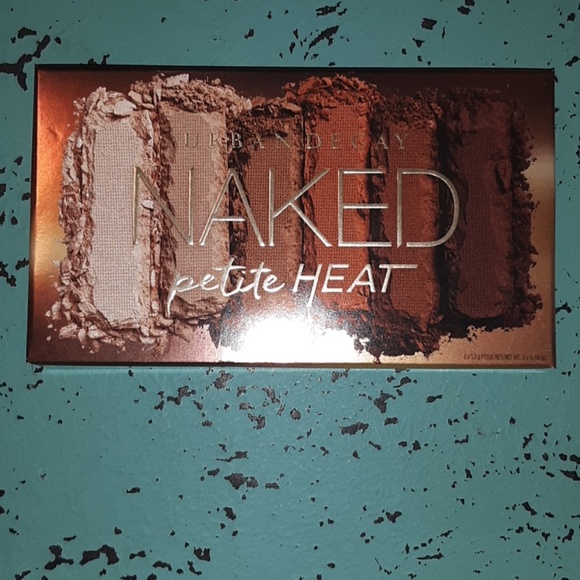 URBAN DECAY
NAKED
petite HEAT